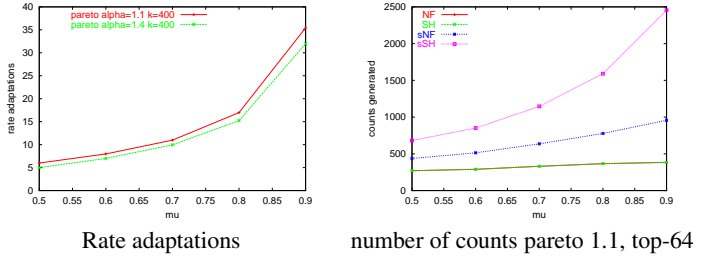 pareto alpha=1.1 k=400
pareto alpha=1.4 k=400
rate adaptations
40
35
30
25
20
15
10
5
0
0.5 0.55 0.6 0.65 0.7 0.75 0.8 0.85 0.9
mu
Rate adaptations
NF
SH
sNF
sSH
counts generated
2500
2000
1500
1000
500
0
0.5 0.55 0.6 0.65 0.7 0.75 0.8 0.85 0.9
mu
number of counts pareto 1.1, top-64